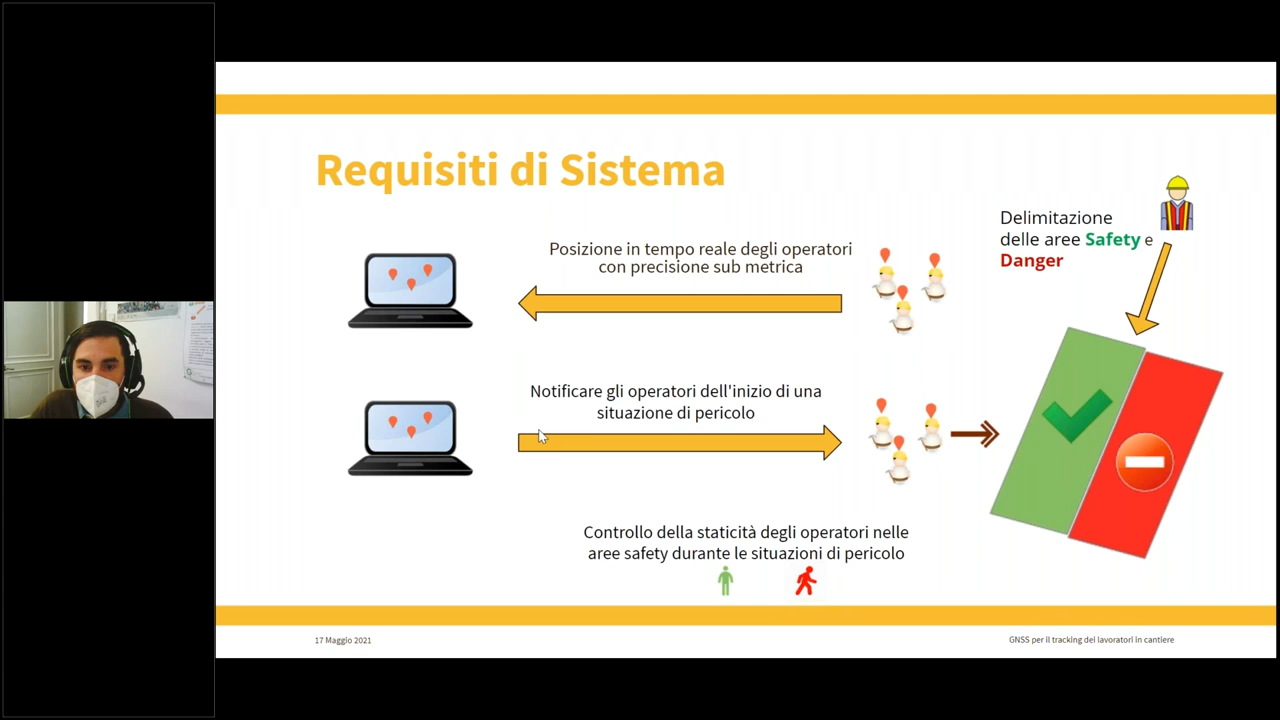 Requisiti di Sistema
Delimitazione
delle aree Safety e
Danger
Posizione in tempo reale degli operatori
con precisione sub metrica
Notificare gli operatori dell'inizio di una
situazione di pericolo
Controllo della staticità degli operatori nelle
aree safety durante le situazioni di pericolo
17 Maggio 2021
GNSS per il tracking dei lavoratori in cantiere